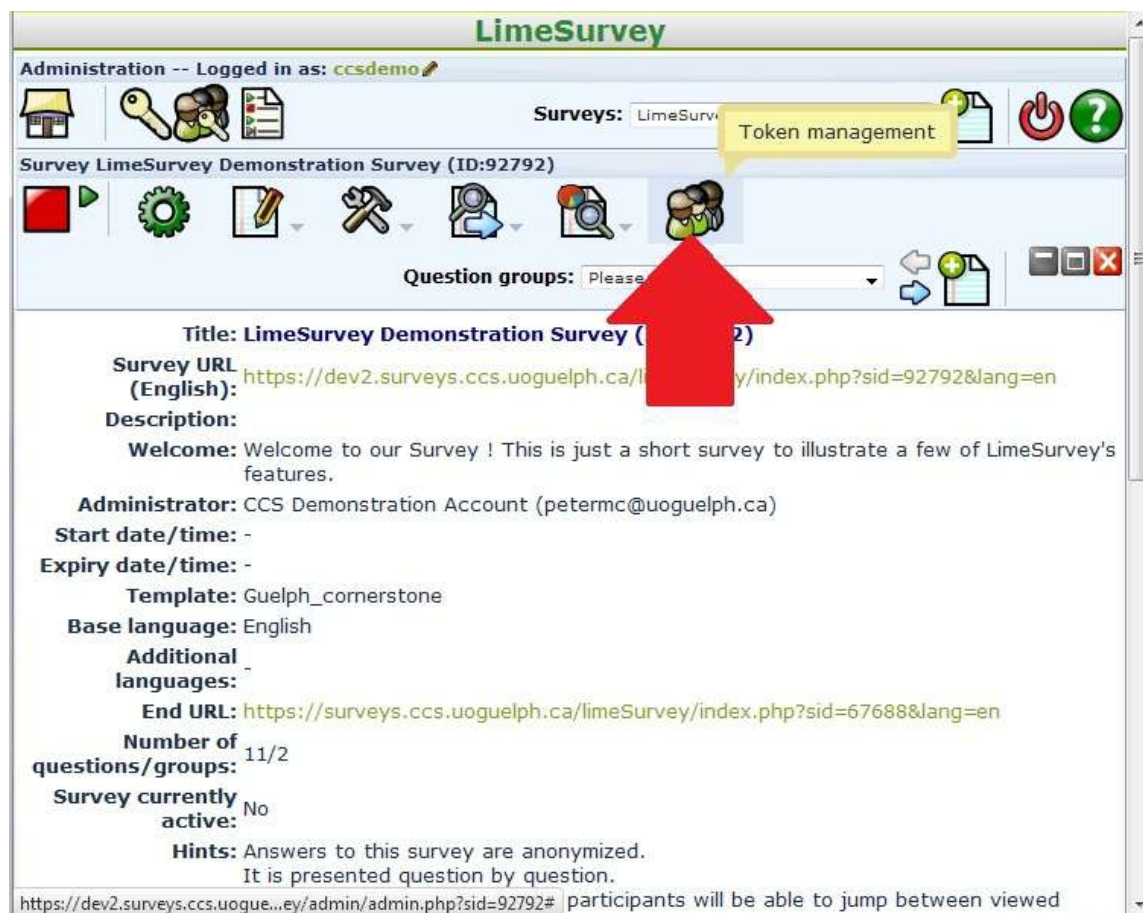 LimeSurvey
Administration -- Logged in as: ccsdemo
Surveys: LimeSurv
Token management
Survey LimeSurvey Demonstration Survey (ID:92792)
Question groups: Please
Title: LimeSurvey Demonstration Survey ( 2)
Survey URL (English): https://dev2.surveys.ccs.uoguelph.ca/li y/index.php?sid=92792&lang=en
Description:
Welcome: Welcome to our Survey ! This is just a short survey to illustrate a few of LimeSurvey's
features.
Administrator: CCS Demonstration Account (petermc@uoguelph.ca)
Start date/time: -
Expiry date/time: -
Template: Guelph_cornerstone
Base language: English
Additional languages: -
End URL: https://surveys.ccs.uoguelph.ca/limeSurvey/index.php?sid=67688&lang=en
Number of questions/groups: 11/2
Survey currently active: No
Hints: Answers to this survey are anonymized.
It is presented question by question.
participants will be able to jump between viewed
https://dev2.surveys.ccs.uogue...ey/admin/admin.php?sid=92792#